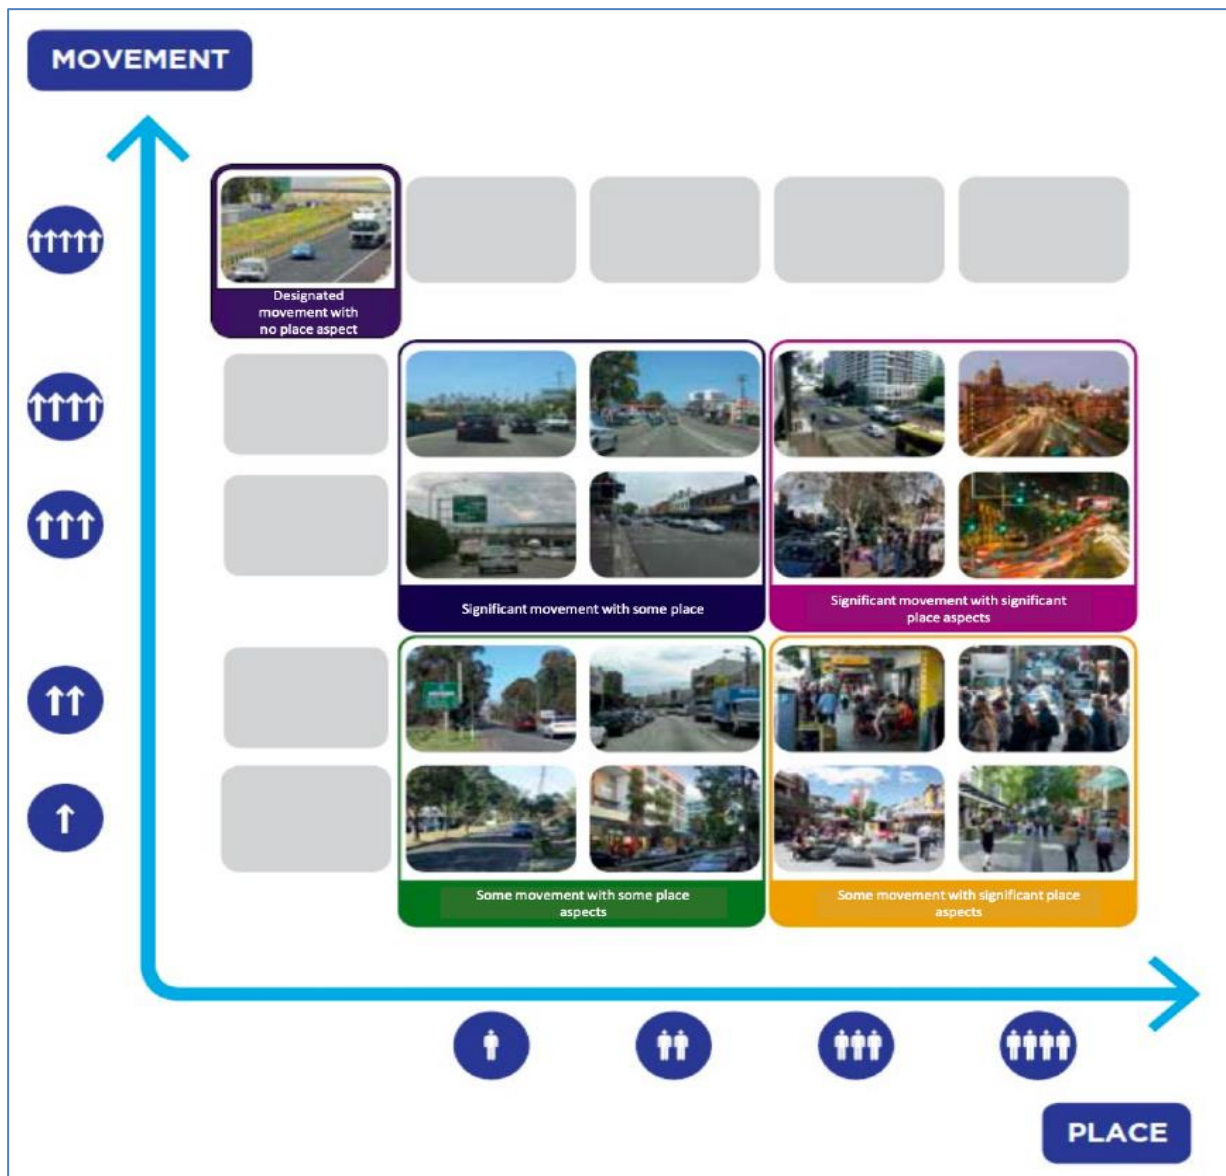 MOVEMENT
Designated
movement with
no place aspect
Significant movement with some place
Significant movement with significant
place aspects
Some movement with some place
aspects
Some movement with significant place
aspects
PLACE